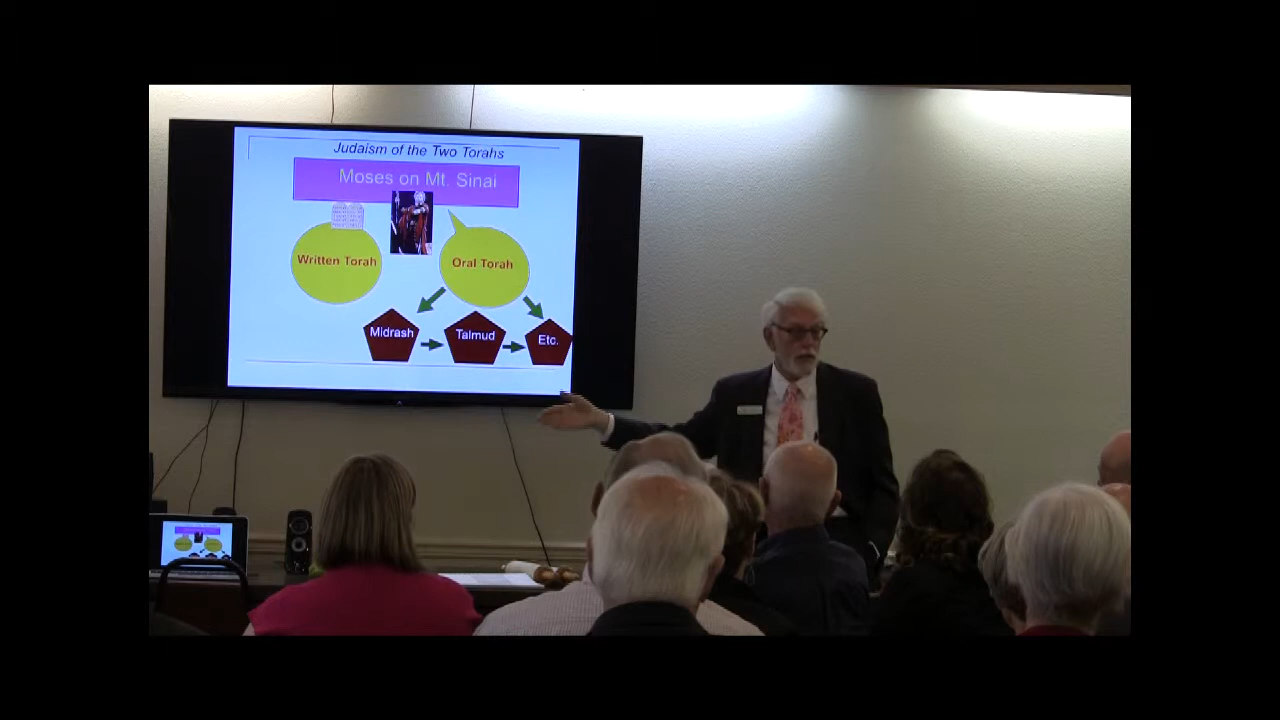 Judaism of the Two Torahs
Moses on Mt. Sinai
Written Torah
Oral Torah
Midrash
Talmud
Etc.